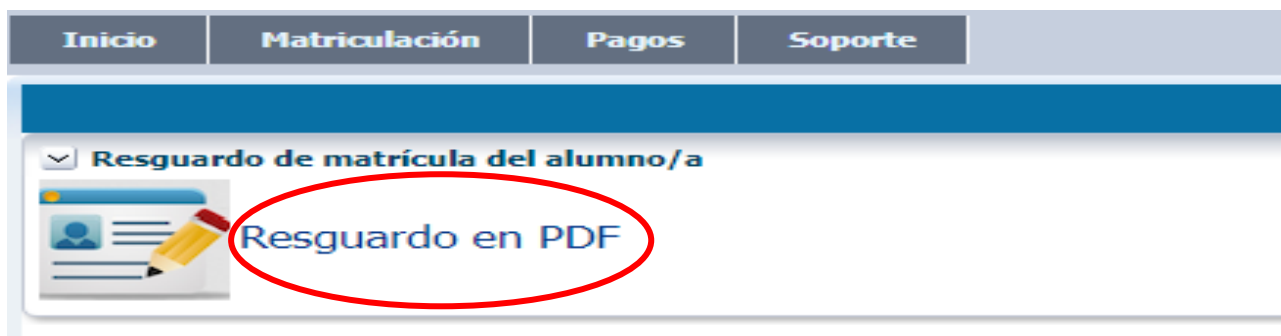 Inicio Matriculación Pagos Soporte
Resguardo de matrícula del alumno/a
Resguardo en PDF